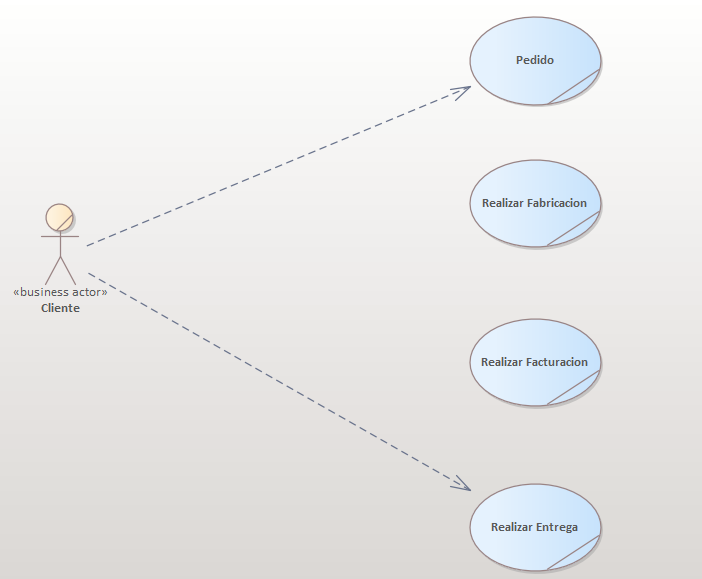 Pedido
Realizar Fabricacion
«business actor»
Cliente
Realizar Facturacion
Realizar Entrega